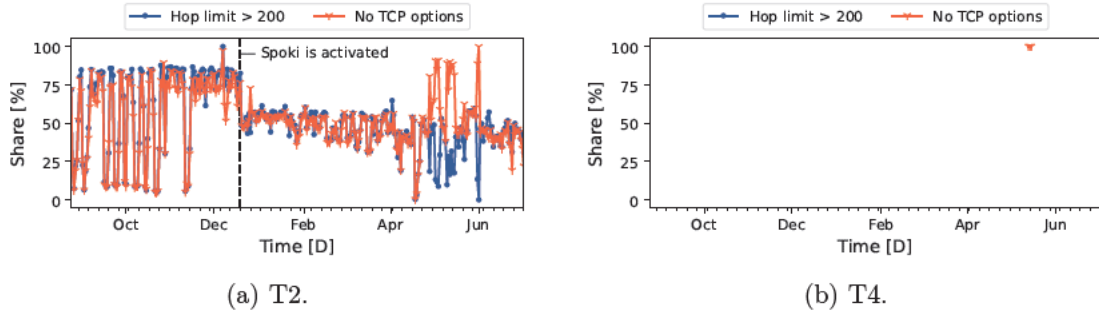 Hop limit > 200 No TCP options
Share [%]
100
75
50
25
0
Spoki is activated
Oct Dec Feb Apr Jun
Time [D]
(a) T2.
Hop limit > 200 No TCP options
Share [%]
100
75
50
25
0
Oct Dec Feb Apr Jun
Time [D]
(b) T4.